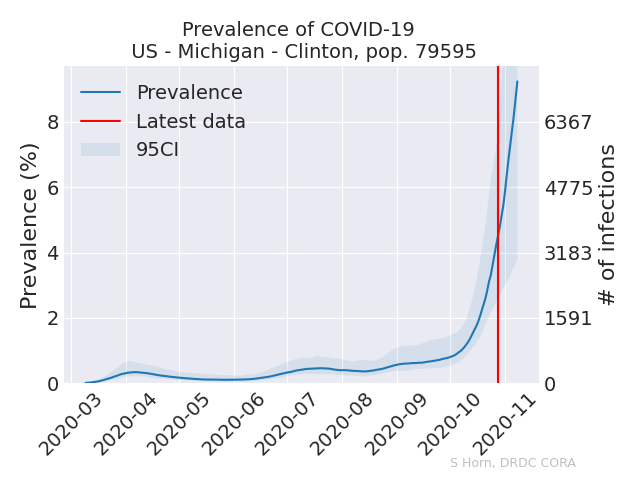 Prevalence of COVID-19
US - Michigan - Clinton, pop. 79595
Prevalence
Latest data
95CI
Prevalence (%)
8
6
4
2
0
6367
4775
3183
1591
0
# of infections
2020-03
2020-04
2020-05
2020-06
2020-07
2020-08
2020-09
2020-10
2020-11
S Horn, DRDC CORA